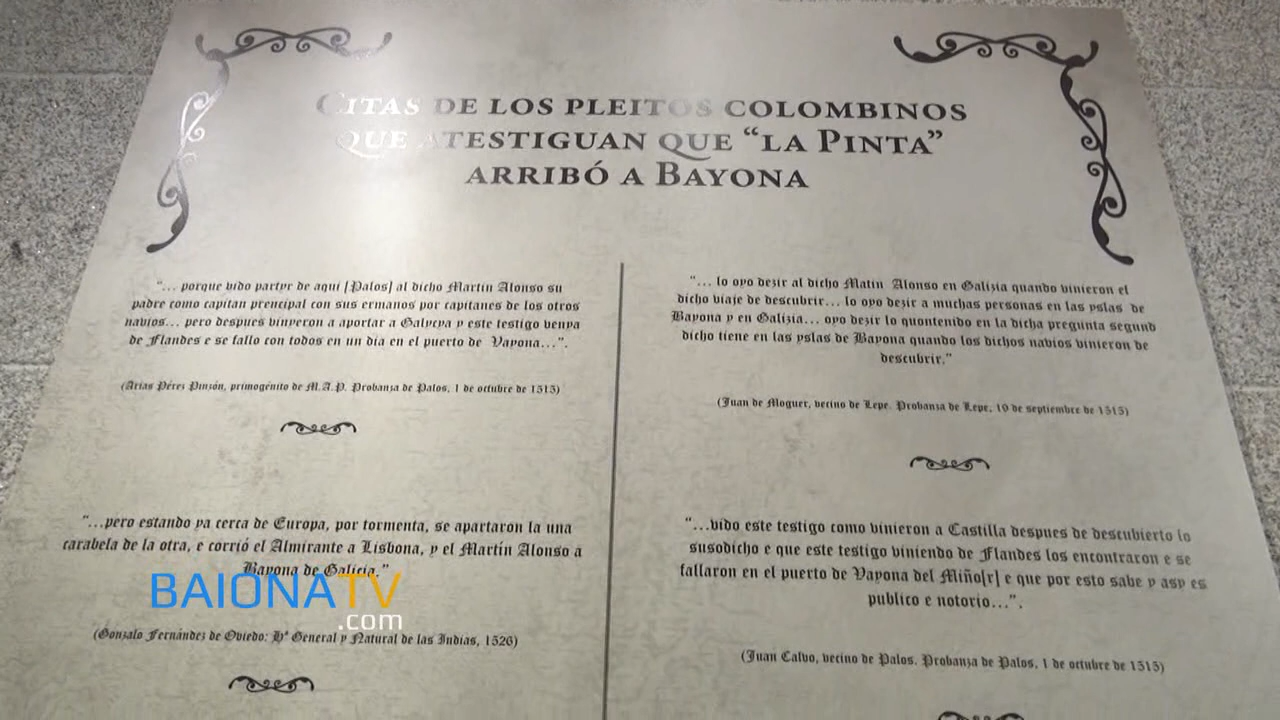 CITAS DE LOS PLEITOS COLOMBINOS
QUE ATESTIGUAN QUE “LA PINTA”
ARRIBÓ A BAYONA
“... porque vido partyr de aqui [Palos] al dicho Martin Alonso su
padre como capitan prencipal con sus ermanos por capitanes de los otros
navios... pero despues vinyeron a aportar a Galycya y este testigo venya
de Flandes e se fallo con todos en un dia en el puerto de Vayona...”.
(Arias Pérez Pinzón, primogénito de M.A.P. Probanza de Palos, 1 de octubre de 1515)
“...pero estando ya cerca de Europa, por tormenta, se apartaron la una
carabela de la otra, e corrió el Almirante a Lisbona, y el Martín Alonso a
Bayona de Galicia.”
(Gonzalo Fernández de Oviedo: Hª General y Natural de las Indias, 1526)
“... lo oyo dezir al dicho Matin Alonso en Galizia quando vinieron el
dicho viaje de descubrir... lo oyo dezir a muchas personas en las yslas de
Bayona y en Galizia... oyo dezir lo quontenido en la dicha pregunta segund
dicho tiene en las yslas de Bayona quando los dichos navios vinieron de
descubrir.”
(Juan de Moguer, vecino de Lepe. Probanza de Lepe, 19 de septiembre de 1515)
“...vido este testigo como vinieron a Castilla despues de descubierto lo
susodicho e que este testigo viniendo de Flandes los encontraron e se
fallaron en el puerto de Vayona del Miño[r] e que por esto sabe y asy es
publico e notorio...”.
(Juan Calvo, vecino de Palos. Probanza de Palos, 1 de octubre de 1515)
BAIONATV
.com